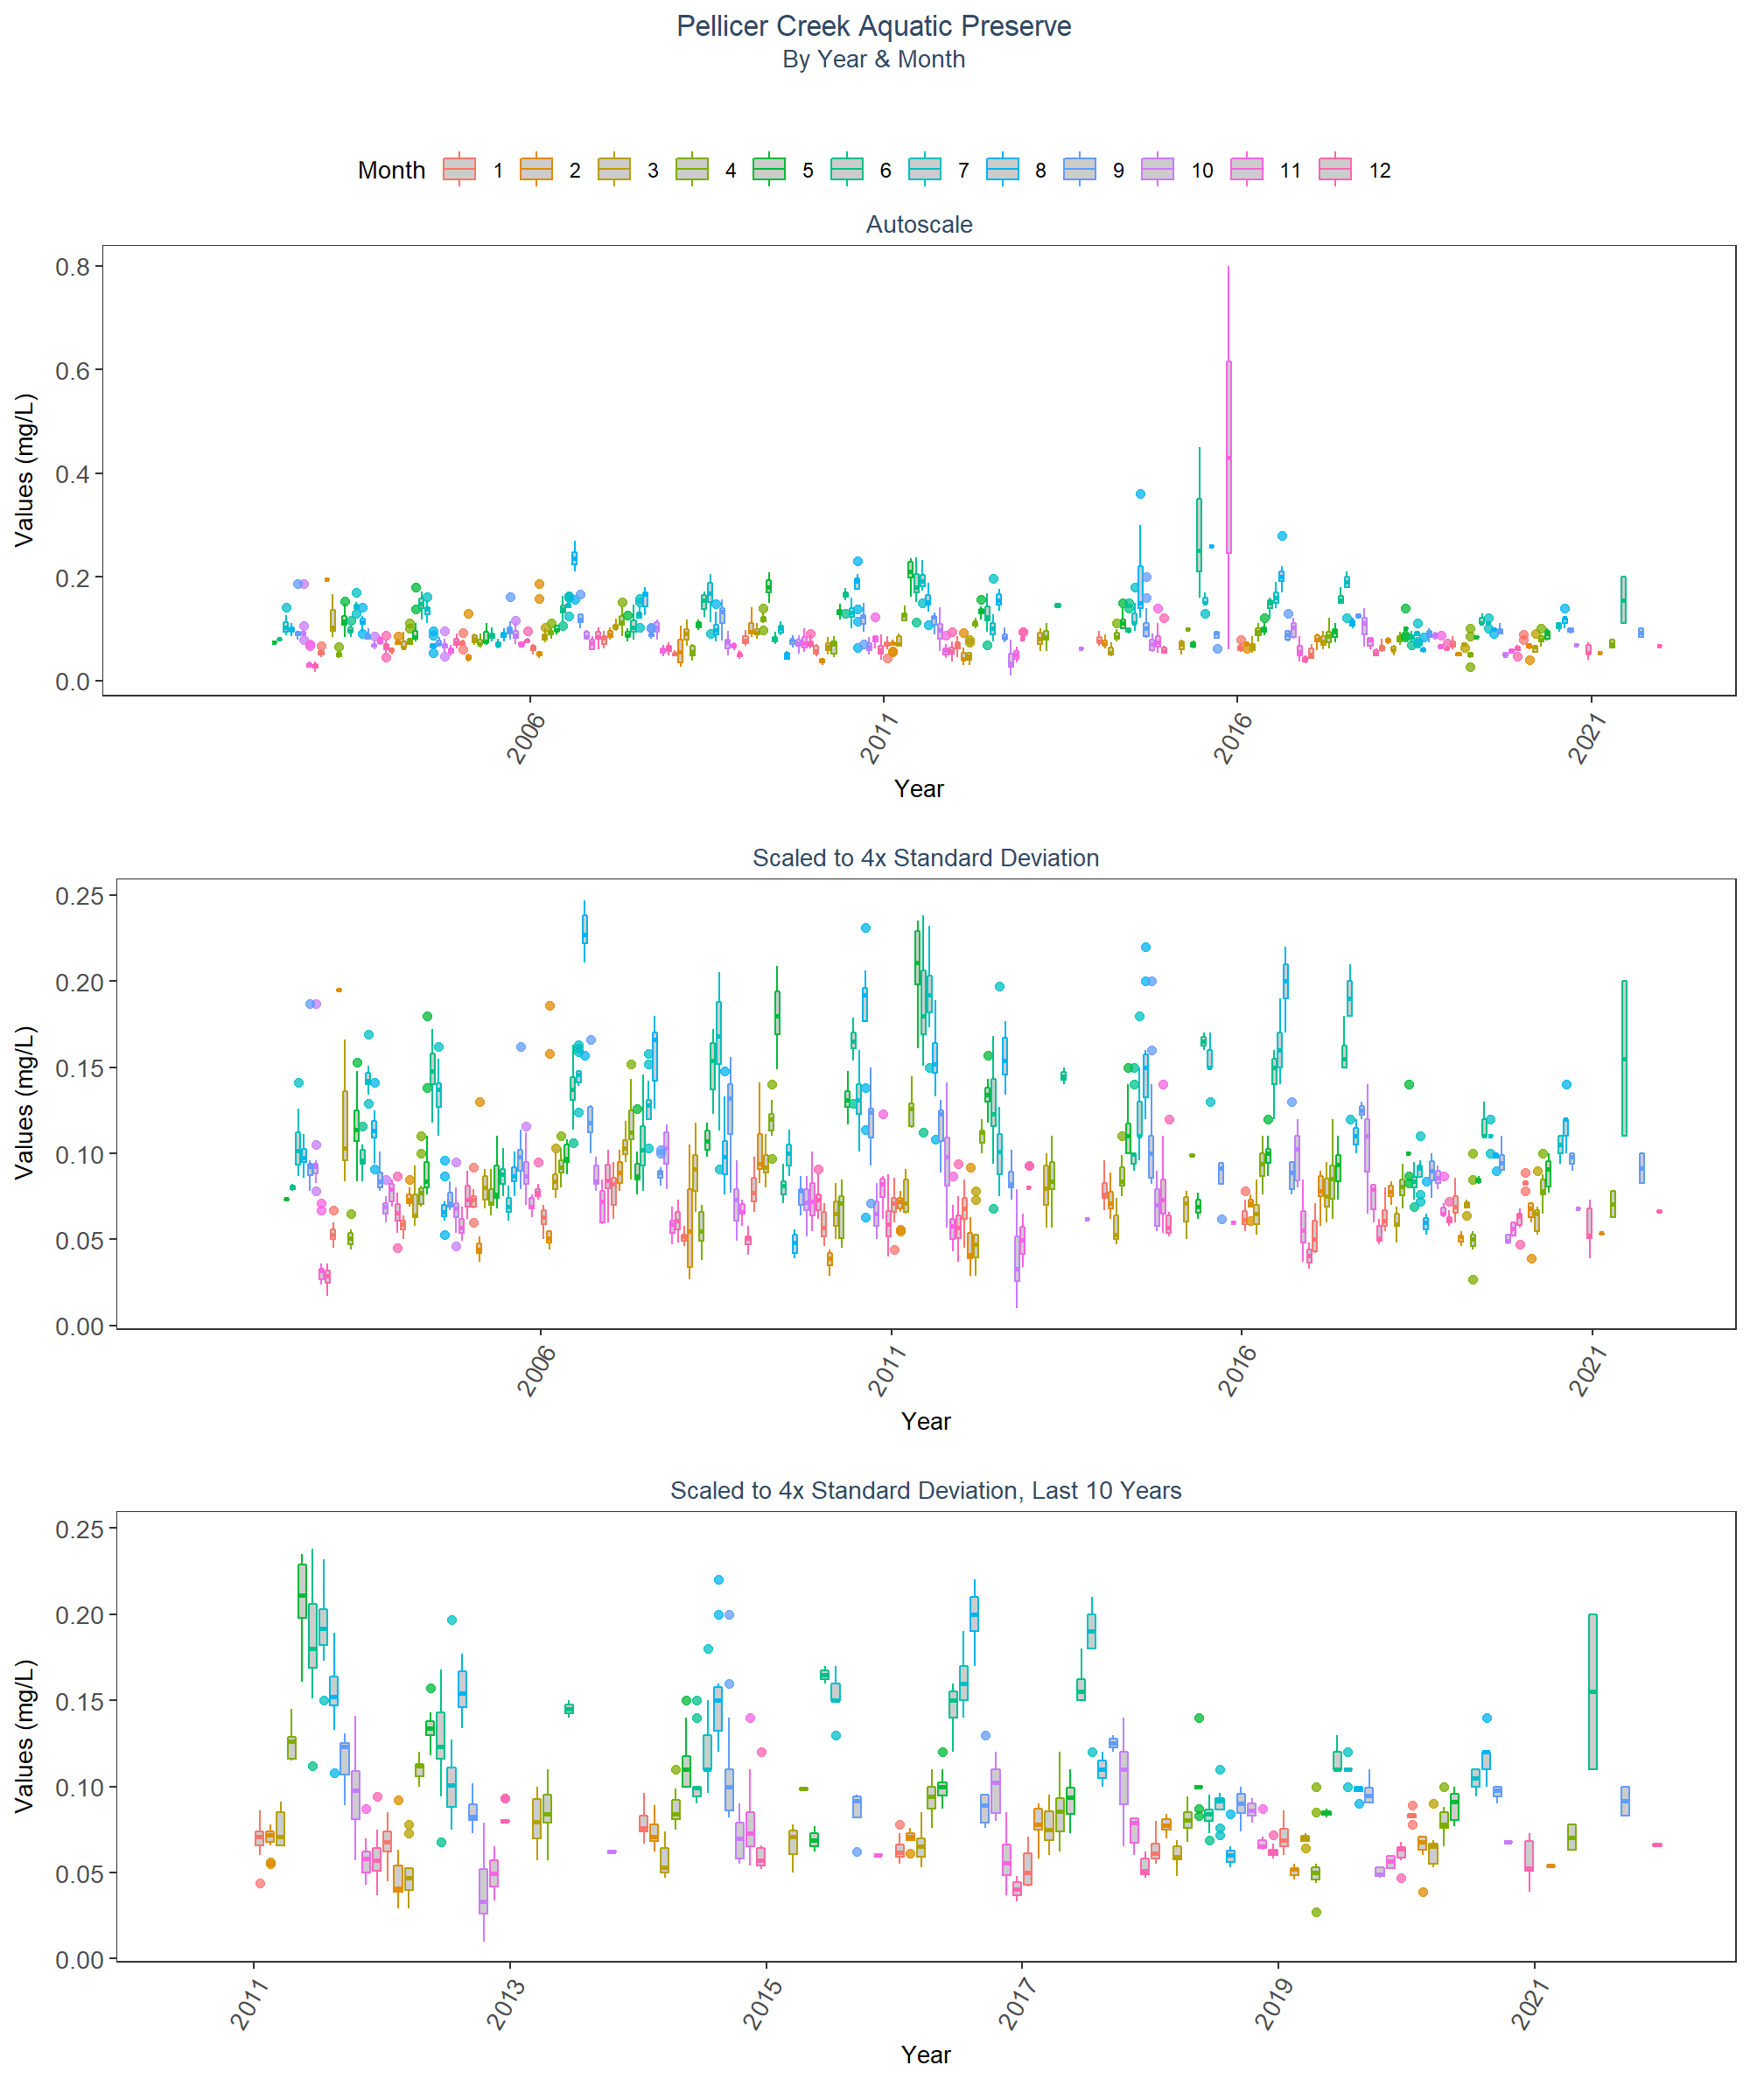 Pellicer Creek Aquatic Preserve
By Year & Month
Month 1 2 3 4 5 6 7 8 9 10 11 12
Autoscale
Values (mg/L)
0.8
0.6
0.4
0.2
0.0
2006 2011 2016 2021
Year
Scaled to 4x Standard Deviation
Values (mg/L)
0.25
0.20
0.15
0.10
0.05
0.00
2006 2011 2016 2021
Year
Scaled to 4x Standard Deviation, Last 10 Years
Values (mg/L)
0.25
0.20
0.15
0.10
0.05
0.00
2011 2013 2015 2017 2019 2021
Year